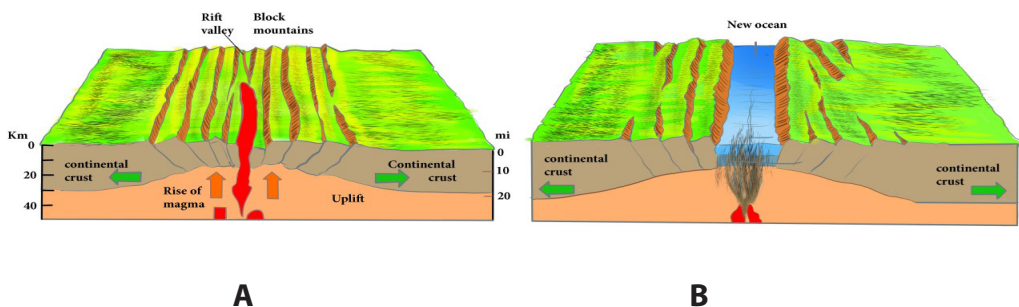 Rift valley
Block mountains
Km
0
20
40
mi
0
10
20
continental crust
Rise of magma
Uplift
Continental crust
A
New ocean
continental crust
continental crust
B